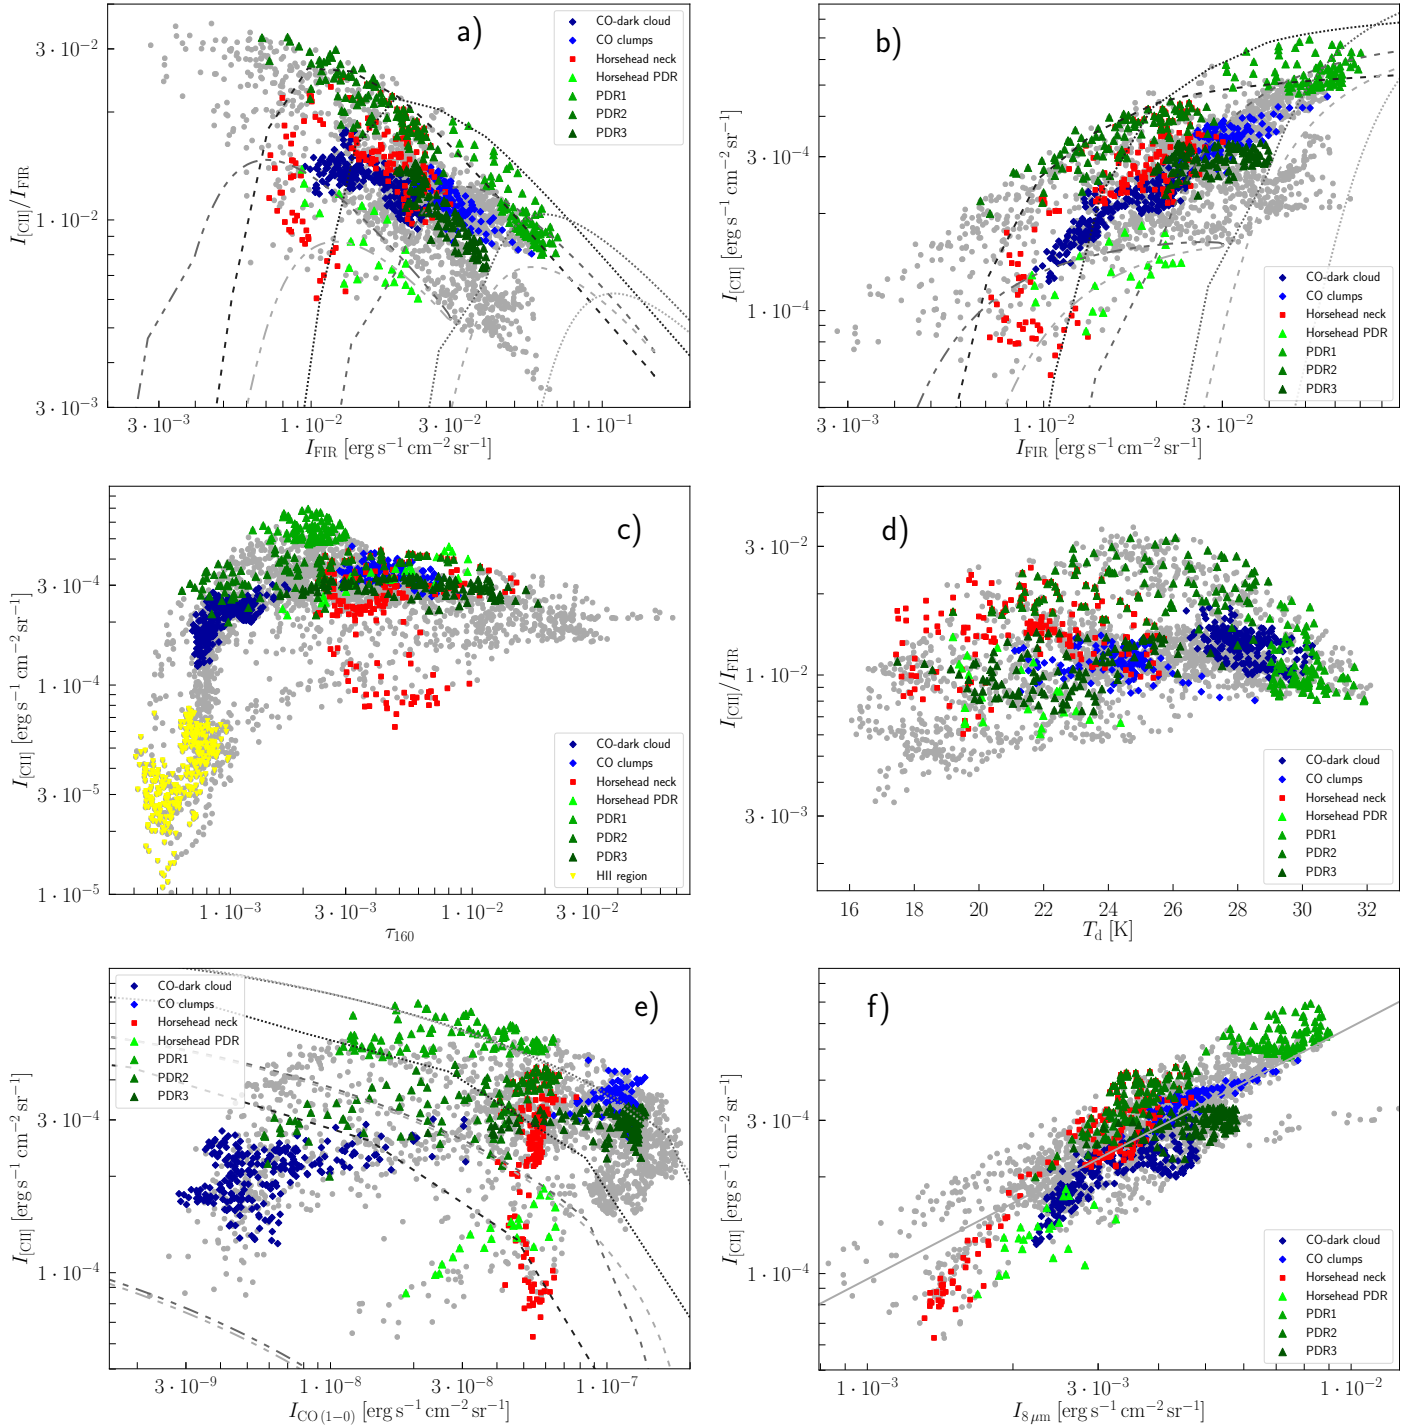 a)
CO-dark cloud
CO clumps
Horsehead neck
Horsehead PDR
PDR1
PDR2
PDR3
3 · 10⁻²
1 · 10⁻²
3 · 10⁻³
I[CII]/IFIR
3 · 10⁻³
1 · 10⁻²
3 · 10⁻²
1 · 10⁻¹
IFIR [erg s⁻¹ cm⁻² sr⁻¹]
b)
CO-dark cloud
CO clumps
Horsehead neck
Horsehead PDR
PDR1
PDR2
PDR3
3 · 10⁻⁴
1 · 10⁻⁴
I[CII] [erg s⁻¹ cm⁻² sr⁻¹]
3 · 10⁻³
1 · 10⁻²
3 · 10⁻²
IFIR [erg s⁻¹ cm⁻² sr⁻¹]
c)
CO-dark cloud
CO clumps
Horsehead neck
Horsehead PDR
PDR1
PDR2
PDR3
HII region
3 · 10⁻⁴
1 · 10⁻⁴
3 · 10⁻⁵
1 · 10⁻⁵
I[CII] [erg s⁻¹ cm⁻² sr⁻¹]
1 · 10⁻³
3 · 10⁻³
1 · 10⁻²
3 · 10⁻²
τ160
d)
CO-dark cloud
CO clumps
Horsehead neck
Horsehead PDR
PDR1
PDR2
PDR3
3 · 10⁻²
1 · 10⁻²
3 · 10⁻³
I[CII]/IFIR
16
18
20
22
24
26
28
30
32
Td [K]
e)
CO-dark cloud
CO clumps
Horsehead neck
Horsehead PDR
PDR1
PDR2
PDR3
3 · 10⁻⁴
1 · 10⁻⁴
I[CII] [erg s⁻¹ cm⁻² sr⁻¹]
3 · 10⁻⁹
1 · 10⁻⁸
3 · 10⁻⁸
1 · 10⁻⁷
ICO (1−0) [erg s⁻¹ cm⁻² sr⁻¹]
f)
CO-dark cloud
CO clumps
Horsehead neck
Horsehead PDR
PDR1
PDR2
PDR3
3 · 10⁻⁴
1 · 10⁻⁴
I[CII] [erg s⁻¹ cm⁻² sr⁻¹]
1 · 10⁻³
3 · 10⁻³
1 · 10⁻²
I8 μm [erg s⁻¹ cm⁻² sr⁻¹]